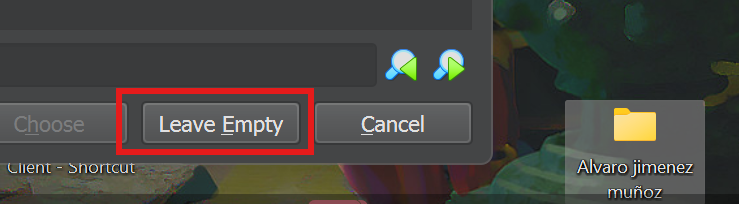 Choose
Leave Empty
Cancel
Client - Shortcut
Alvaro jimenez
muñoz